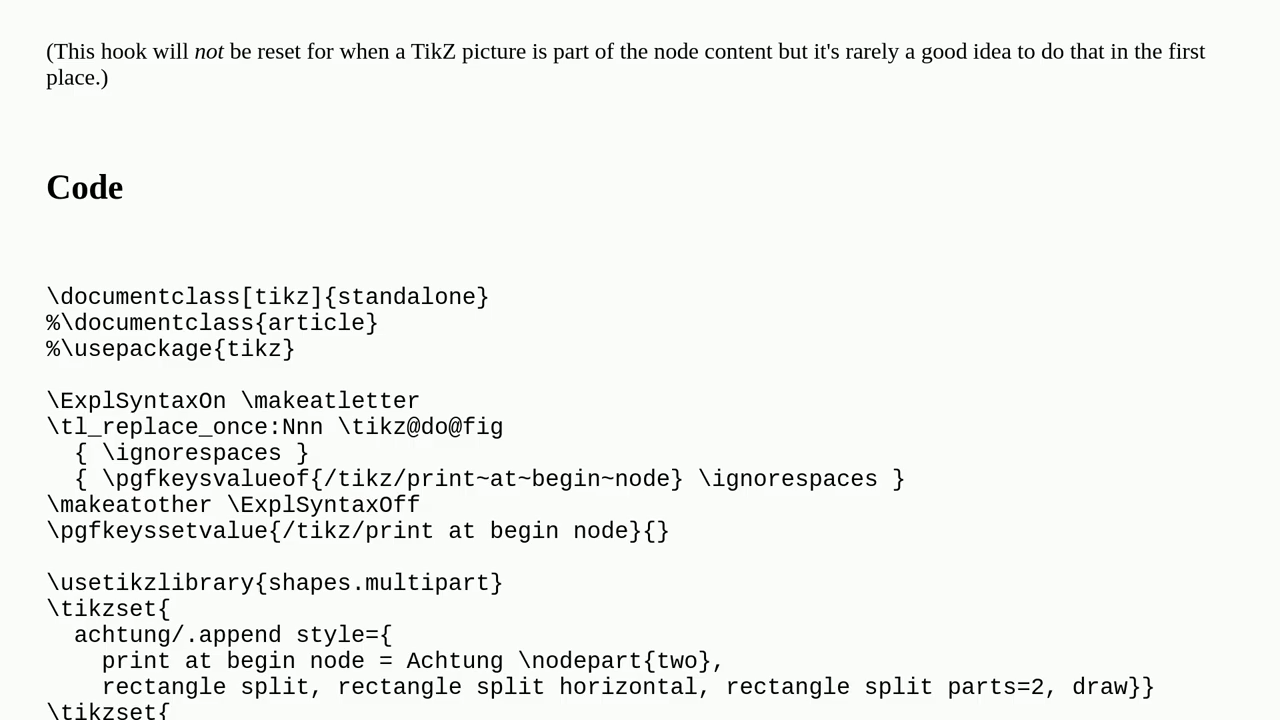 (This hook will not be reset for when a TikZ picture is part of the node content but it's rarely a good idea to do that in the first
place.)
Code
\documentclass[tikz]{standalone}
%\documentclass{article}
%\usepackage{tikz}
\ExplSyntaxOn \makeatletter
\tl_replace_once:Nnn \tikz@do@fig
  { \ignorespaces }
  { \pgfkeysvalueof{/tikz/print~at~begin~node} \ignorespaces }
\makeatother \ExplSyntaxOff
\pgfkeyssetvalue{/tikz/print at begin node}{}
\usetikzlibrary{shapes.multipart}
\tikzset{
  achtung/.append style={
    print at begin node = Achtung \nodepart{two},
    rectangle split, rectangle split horizontal, rectangle split parts=2, draw}}
\tikzset{